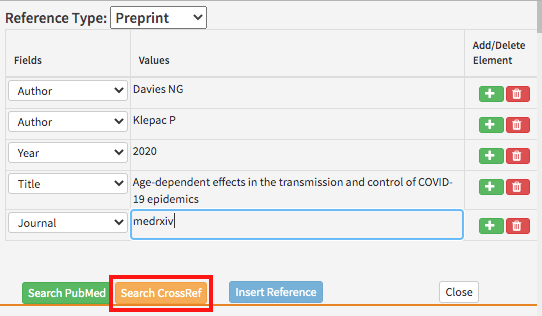 Reference Type: Preprint
Fields Values Add/Delete Element
Author Davies NG
Author Klepac P
Year 2020
Title Age-dependent effects in the transmission and control of COVID-
19 epidemics
Journal medrxiv
Search PubMed Search CrossRef Insert Reference Close